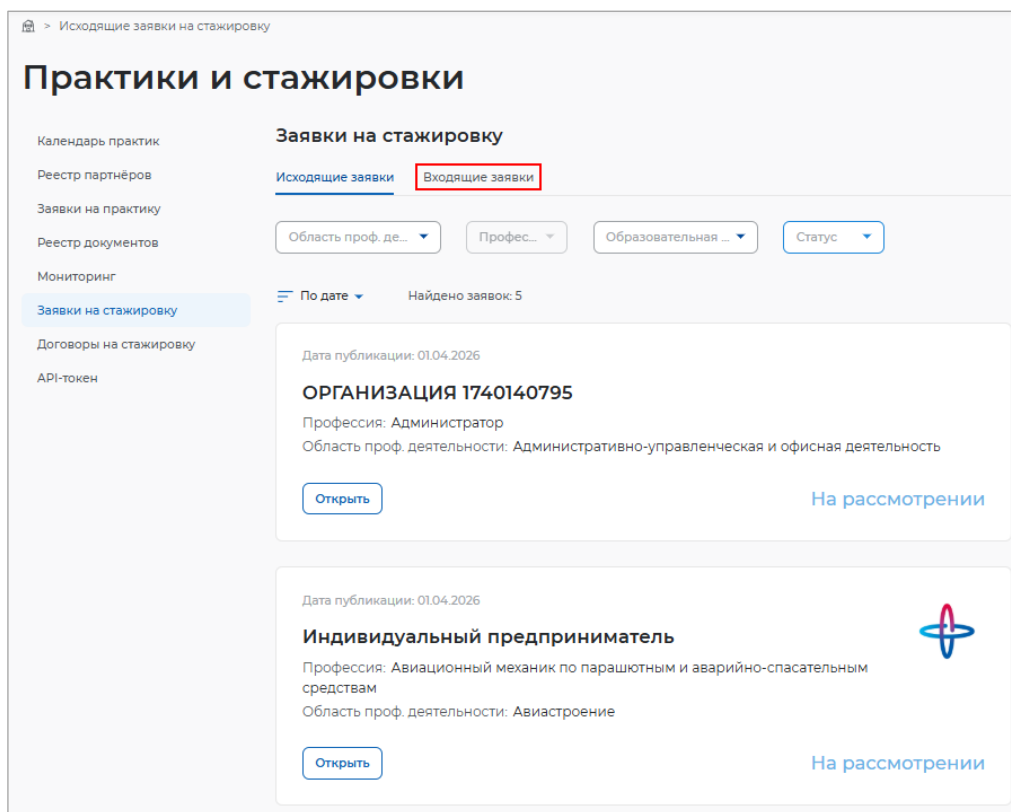 > Исходящие заявки на стажировку
Практики и стажировки
Календарь практик
Реестр партнёров
Заявки на практику
Реестр документов
Мониторинг
Заявки на стажировку
Договоры на стажировку
API-токен
Заявки на стажировку
Исходящие заявки Входящие заявки
Область проф. де... Професс... Образовательная ... Статус
По дате Найдено заявок: 5
Дата публикации: 01.04.2026
ОРГАНИЗАЦИЯ 1740140795
Профессия: Администратор
Область проф. деятельности: Административно-управленческая и офисная деятельность
Открыть На рассмотрении
Дата публикации: 01.04.2026
Индивидуальный предприниматель
Профессия: Авиационный механик по парашютным и аварийно-спасательным
средствам
Область проф. деятельности: Авиастроение
Открыть На рассмотрении